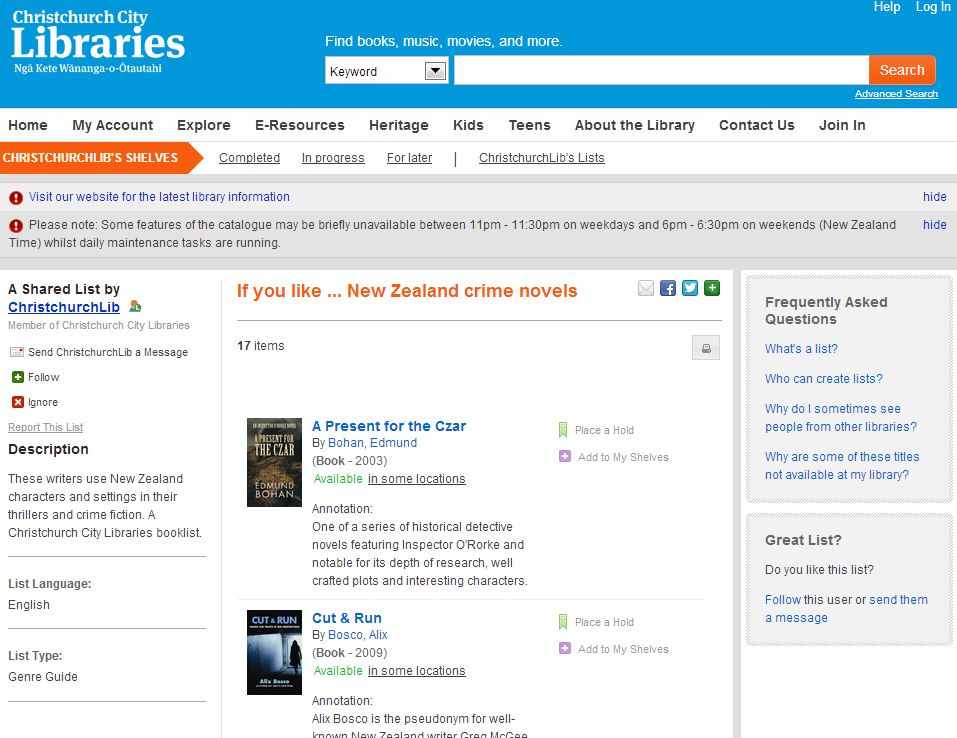 Christchurch City
Libraries
Ngā Kete Wānanga-o-Ōtautahi
Help Log In
Find books, music, movies, and more.
Keyword
Search
Advanced Search
Home My Account Explore E-Resources Heritage Kids Teens About the Library Contact Us Join In
CHRISTCHURCHLIB'S SHELVES Completed In progress For later | ChristchurchLib's Lists
Visit our website for the latest library information hide
Please note: Some features of the catalogue may be briefly unavailable between 11pm - 11:30pm on weekdays and 6pm - 6:30pm on weekends (New Zealand hide
Time) whilst daily maintenance tasks are running.
A Shared List by
ChristchurchLib
Member of Christchurch City Libraries
Send ChristchurchLib a Message
Follow
Ignore
Report This List
Description
These writers use New Zealand
characters and settings in their
thrillers and crime fiction. A
Christchurch City Libraries booklist.
List Language:
English
List Type:
Genre Guide
If you like ... New Zealand crime novels
17 items
AN INSPECTOR O'RORKE NOVEL
A PRESENT FOR
THE CZAR
EDMUND
BOHAN
A Present for the Czar
By Bohan, Edmund
(Book - 2003)
Available in some locations
Place a Hold
Add to My Shelves
Annotation:
One of a series of historical detective
novels featuring Inspector O'Rorke and
notable for its depth of research, well
crafted plots and interesting characters.
CUT & RUN
Alix Bosco
Cut & Run
By Bosco, Alix
(Book - 2009)
Available in some locations
Place a Hold
Add to My Shelves
Annotation:
Alix Bosco is the pseudonym for well-
known New Zealand writer Greg McGee
Frequently Asked
Questions
What's a list?
Who can create lists?
Why do I sometimes see
people from other libraries?
Why are some of these titles
not available at my library?
Great List?
Do you like this list?
Follow this user or send them
a message